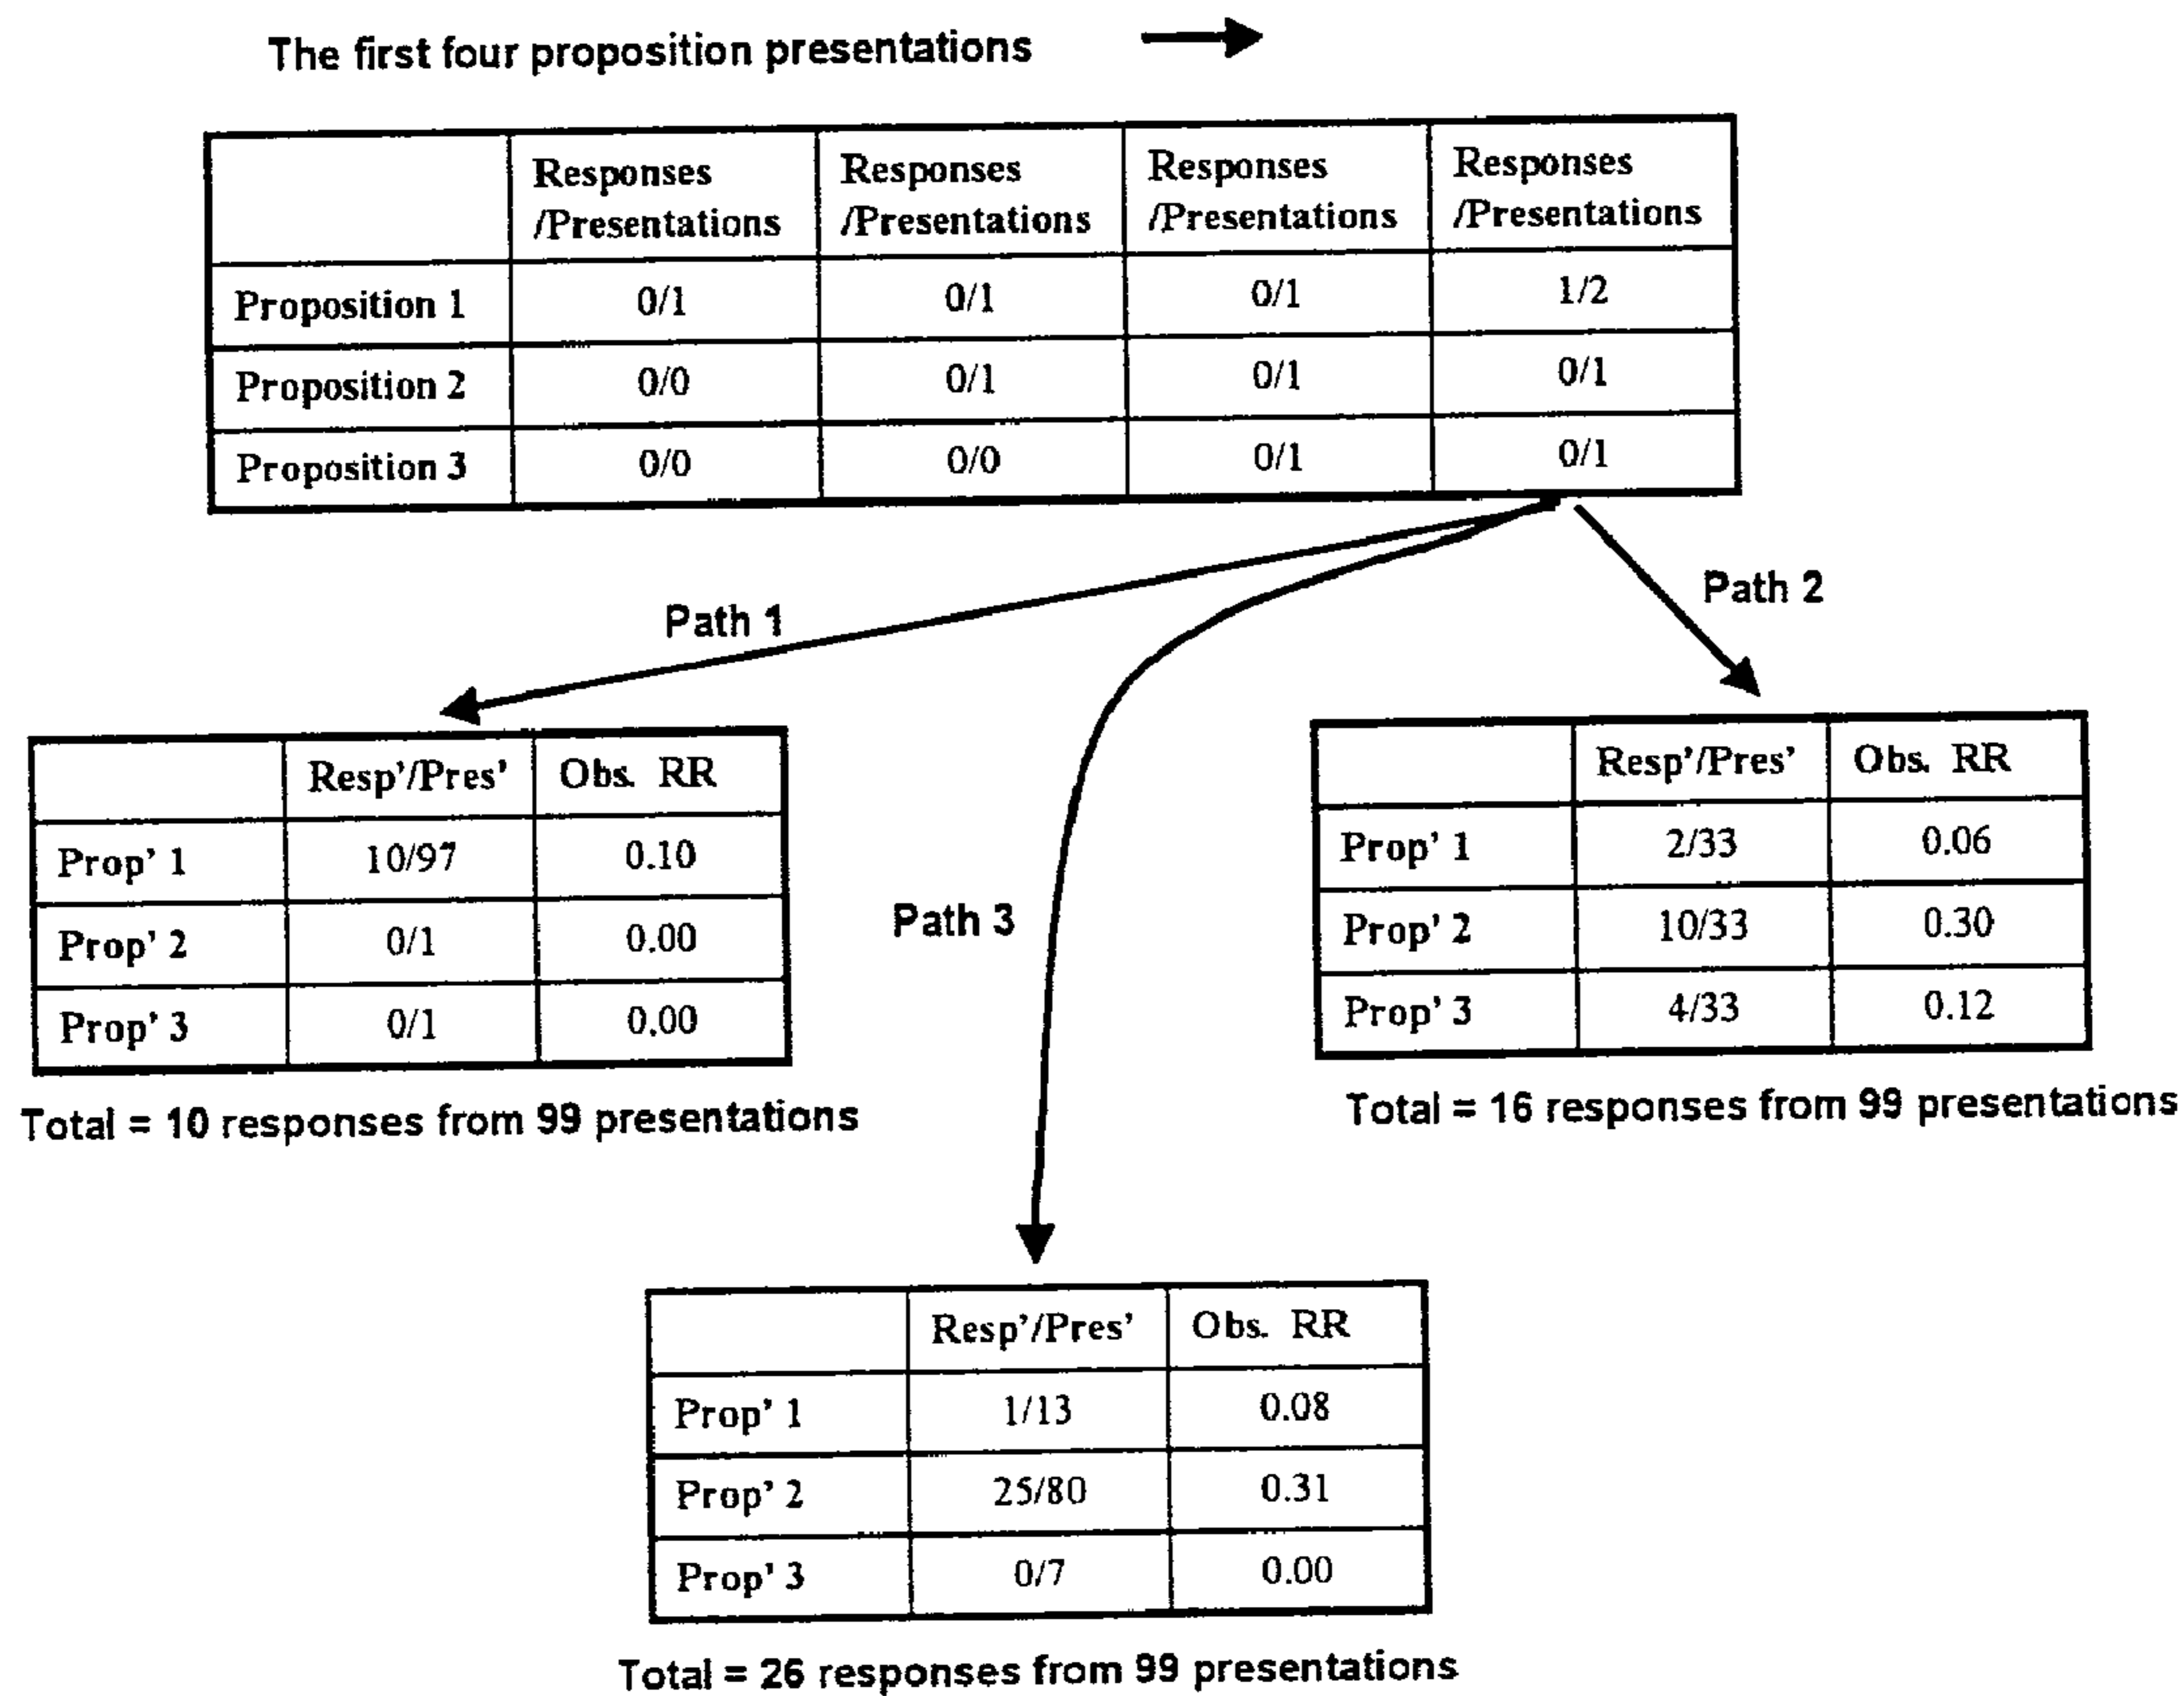 The first four proposition presentations
Responses /Presentations Responses /Presentations Responses /Presentations Responses /Presentations
Proposition 1 0/1 0/1 0/1 1/2
Proposition 2 0/0 0/1 0/1 0/1
Proposition 3 0/0 0/0 0/1 0/1
Path 1
Path 2
Resp'/Pres' Obs. RR
Prop' 1 10/97 0.10
Prop' 2 0/1 0.00
Prop' 3 0/1 0.00
Total = 10 responses from 99 presentations
Path 3
Resp'/Pres' Obs. RR
Prop' 1 2/33 0.06
Prop' 2 10/33 0.30
Prop' 3 4/33 0.12
Total = 16 responses from 99 presentations
Resp'/Pres' Obs. RR
Prop' 1 1/13 0.08
Prop' 2 25/80 0.31
Prop' 3 0/7 0.00
Total = 26 responses from 99 presentations